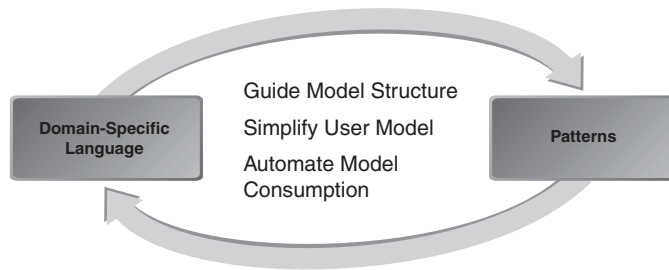 Domain-Specific
Language
Guide Model Structure
Simplify User Model
Automate Model
Consumption
Patterns